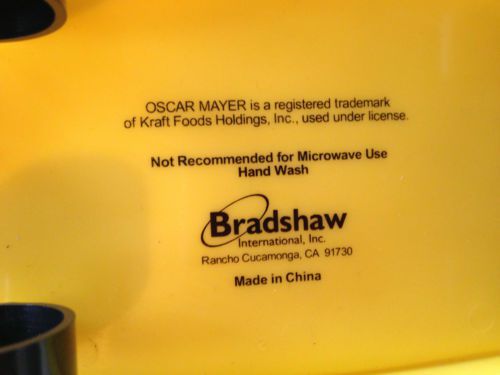 OSCAR MAYER is a registered trademark
of Kraft Foods Holdings, Inc., used under license.
Not Recommended for Microwave Use
Hand Wash
Bradshaw
International, Inc.
Rancho Cucamonga, CA 91730
Made in China